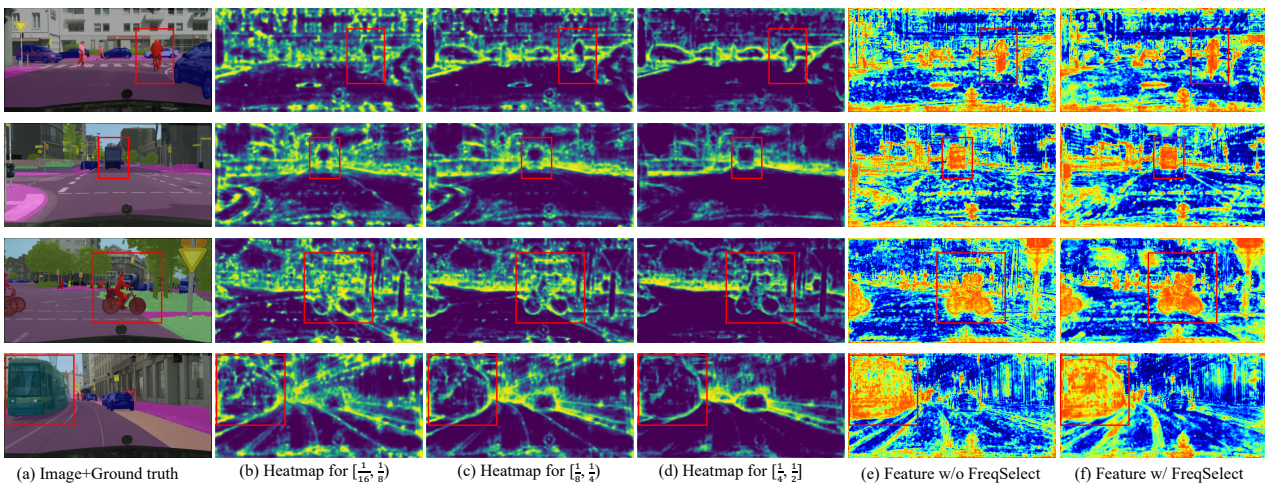 (a) Image+Ground truth
(b) Heatmap for [1/16, 1/8)
(c) Heatmap for [1/8, 1/4)
(d) Heatmap for [1/4, 1/2]
(e) Feature w/o FreqSelect
(f) Feature w/ FreqSelect